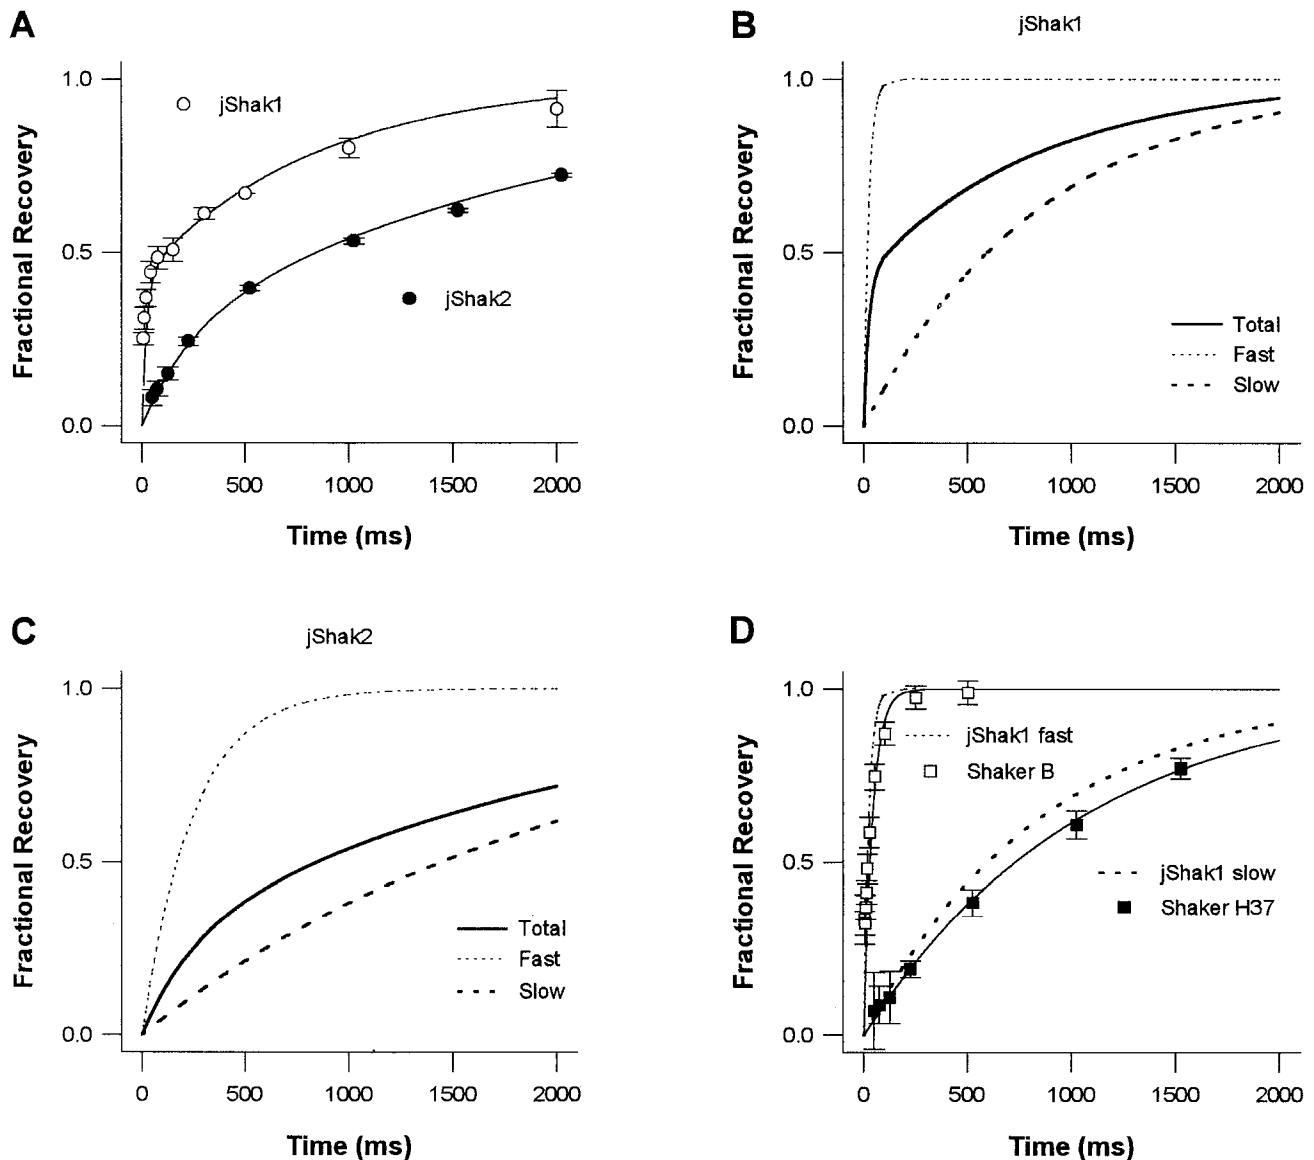 A
1.0
0.5
0.0
Fractional Recovery
jShak1
jShak2
0 500 1000 1500 2000
Time (ms)
B
jShak1
1.0
0.5
0.0
Fractional Recovery
Total
Fast
Slow
0 500 1000 1500 2000
Time (ms)
C
jShak2
1.0
0.5
0.0
Fractional Recovery
Total
Fast
Slow
0 500 1000 1500 2000
Time (ms)
D
1.0
0.5
0.0
Fractional Recovery
jShak1 fast
Shaker B
jShak1 slow
Shaker H37
0 500 1000 1500 2000
Time (ms)